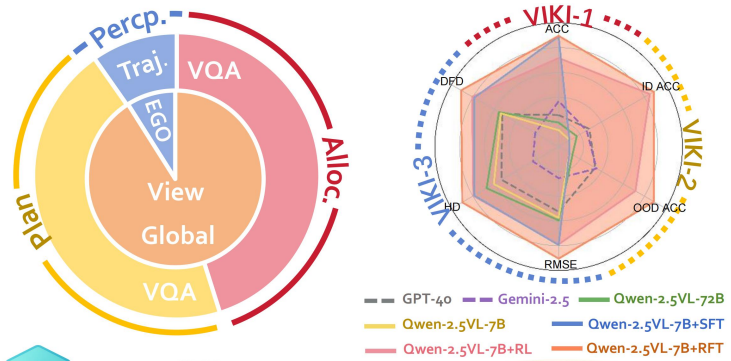 Percp.
Traj.
VQA
EGO
Alloc.
View
Global
Plan
VQA
VIKI-1
ACC
DFD
ID ACC
VIKI-3
VIKI-2
HD
OOD ACC
RMSE
GPT-4o
Gemini-2.5
Qwen-2.5VL-72B
Qwen-2.5VL-7B
Qwen-2.5VL-7B+SFT
Qwen-2.5VL-7B+RL
Qwen-2.5VL-7B+RFT